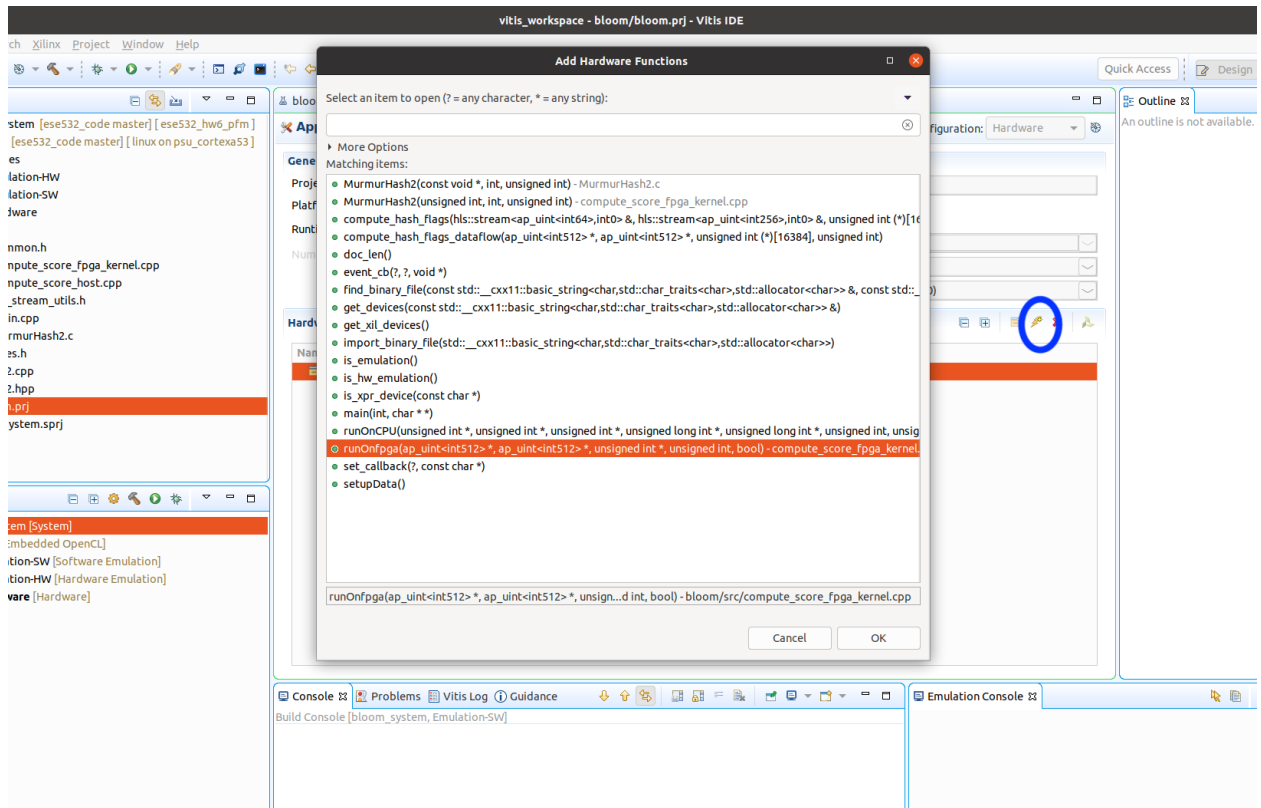 vitis_workspace - bloom/bloom.prj - Vitis IDE
ch Xilinx Project Window Help
Quick Access
Design
Add Hardware Functions
Select an item to open (? = any character, * = any string):
More Options
Matching items:
MurmurHash2(const void *, int, unsigned int) - MurmurHash2.c
MurmurHash2(unsigned int, int, unsigned int) - compute_score_fpga_kernel.cpp
compute_hash_flags(hls::stream<ap_uint<int64>,int0> &, hls::stream<ap_uint<int256>,int0> &, unsigned int (*)[16
compute_hash_flags_dataflow(ap_uint<int512> *, ap_uint<int512> *, unsigned int (*)[16384], unsigned int)
doc_len()
event_cb(?, ?, void *)
find_binary_file(const std::__cxx11::basic_string<char,std::char_traits<char>,std::allocator<char>> &, const std::_
get_devices(const std::__cxx11::basic_string<char,std::char_traits<char>,std::allocator<char>> &)
get_xil_devices()
import_binary_file(std::__cxx11::basic_string<char,std::char_traits<char>,std::allocator<char>>)
is_emulation()
is_hw_emulation()
is_xpr_device(const char *)
main(int, char * *)
runOnCPU(unsigned int *, unsigned int *, unsigned int *, unsigned long int *, unsigned long int *, unsigned int, unsig
runOnfpga(ap_uint<int512> *, ap_uint<int512> *, unsigned int *, unsigned int, bool) - compute_score_fpga_kernel.
set_callback(?, const char *)
setupData()
runOnfpga(ap_uint<int512> *, ap_uint<int512> *, unsign...d int, bool) - bloom/src/compute_score_fpga_kernel.cpp
Cancel
OK
ystem [ese532_code master] [ ese532_hw6_pfm ]
[ese532_code master] [ linux on psu_cortexa53 ]
es
lation-HW
lation-SW
dware
mmon.h
mpute_score_fpga_kernel.cpp
mpute_score_host.cpp
_stream_utils.h
in.cpp
rmurHash2.c
es.h
2.cpp
2.hpp
n.prj
ystem.sprj
tem [System]
Embedded OpenCL]
ation-SW [Software Emulation]
ation-HW [Hardware Emulation]
ware [Hardware]
bloo
App
Gene
Proje
Platf
Runti
Num
Hardw
Nam
figuration: Hardware
0)
Outline
An outline is not available.
Console
Problems
Vitis Log
Guidance
Build Console [bloom_system, Emulation-SW]
Emulation Console